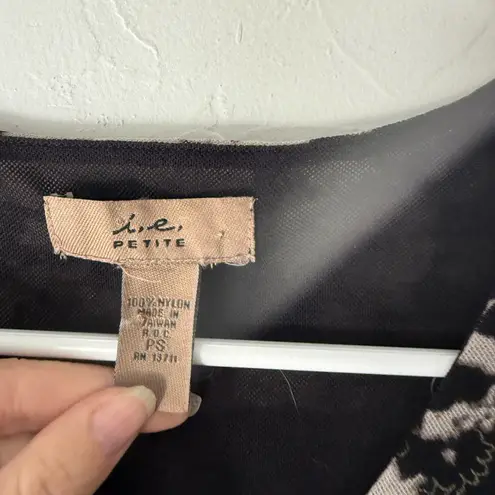 i.e.
PETITE
100% NYLON
MADE IN
TAIWAN
R.O.C
PS
RN 13711